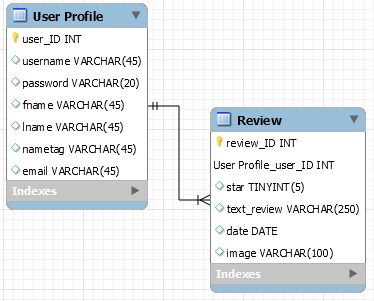 User Profile
user_ID INT
username VARCHAR(45)
password VARCHAR(20)
fname VARCHAR(45)
lname VARCHAR(45)
nametag VARCHAR(45)
email VARCHAR(45)
Indexes
Review
review_ID INT
User Profile_user_ID INT
star TINYINT(5)
text_review VARCHAR(250)
date DATE
image VARCHAR(100)
Indexes